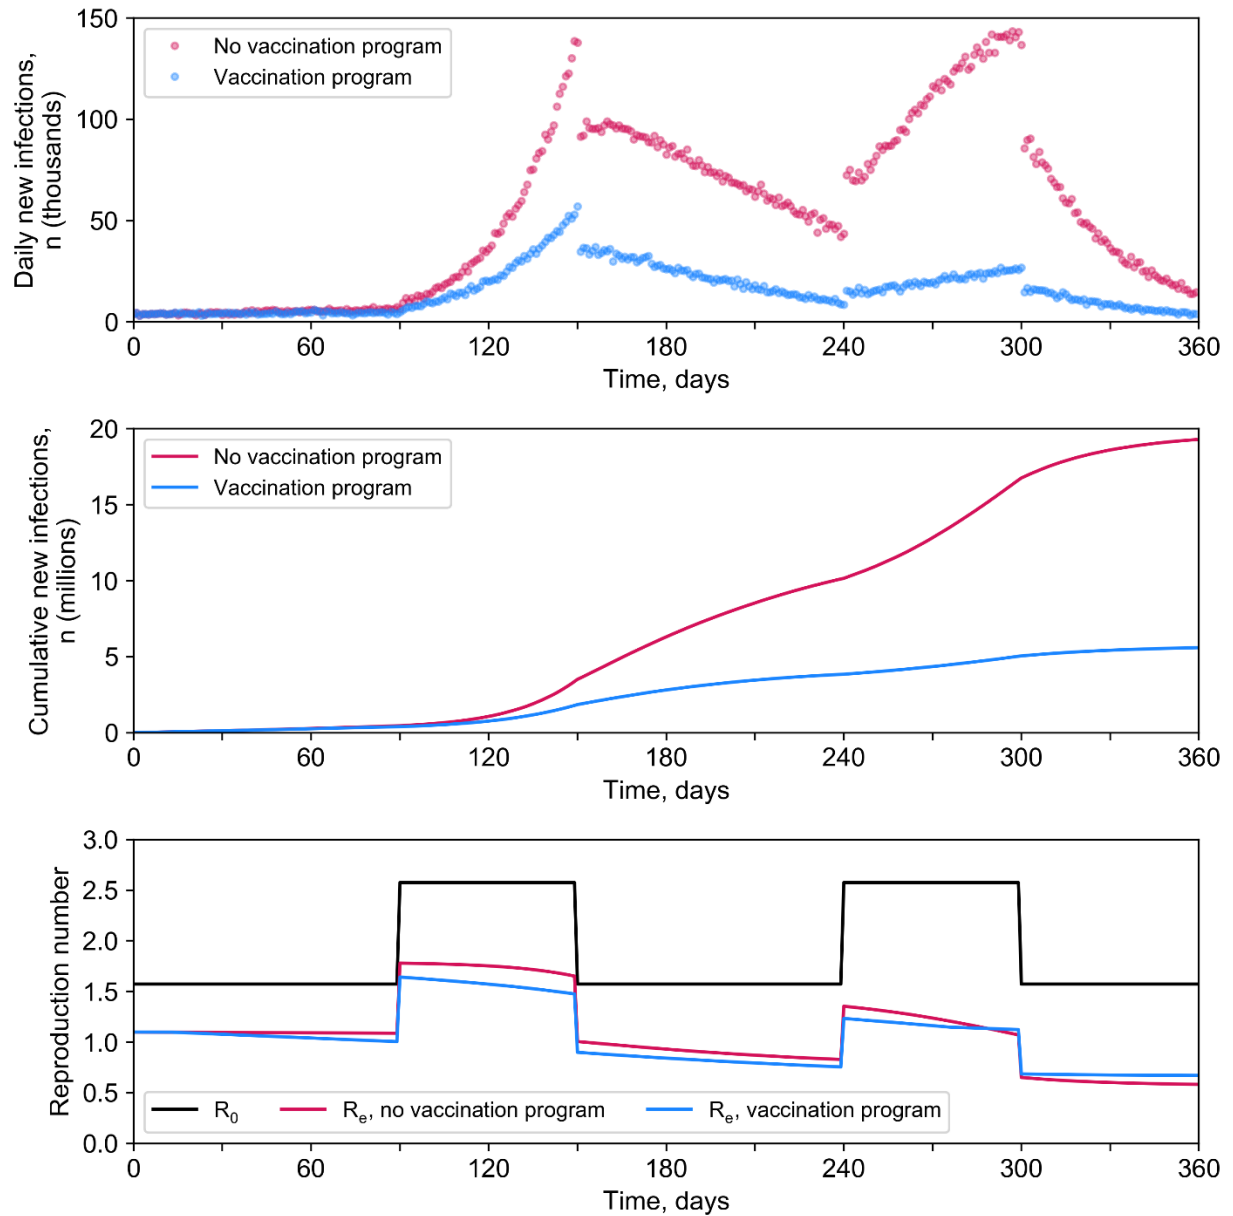 150
100
50
0
Daily new infections,
n (thousands)
No vaccination program
Vaccination program
0 60 120 180 240 300 360
Time, days
20
15
10
5
0
Cumulative new infections,
n (millions)
No vaccination program
Vaccination program
0 60 120 180 240 300 360
Time, days
3.0
2.5
2.0
1.5
1.0
0.5
0.0
Reproduction number
R0 Re, no vaccination program Re, vaccination program
0 60 120 180 240 300 360
Time, days